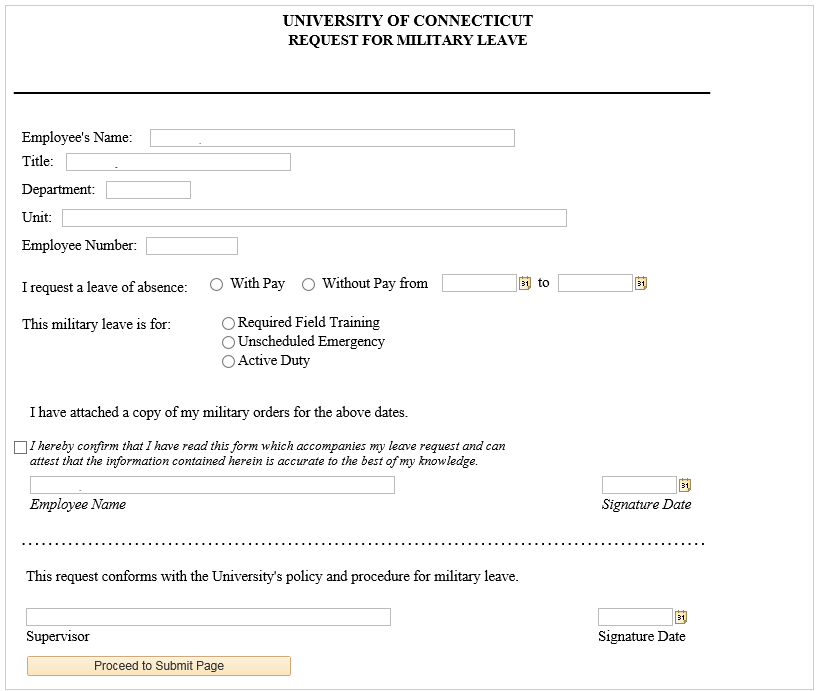 UNIVERSITY OF CONNECTICUT
REQUEST FOR MILITARY LEAVE
Employee's Name:
Title:
Department:
Unit:
Employee Number:
I request a leave of absence: With Pay Without Pay from 31 to 31
This military leave is for: Required Field Training
Unscheduled Emergency
Active Duty
I have attached a copy of my military orders for the above dates.
I hereby confirm that I have read this form which accompanies my leave request and can
attest that the information contained herein is accurate to the best of my knowledge.
31
Employee Name Signature Date
This request conforms with the University's policy and procedure for military leave.
31
Supervisor Signature Date
Proceed to Submit Page